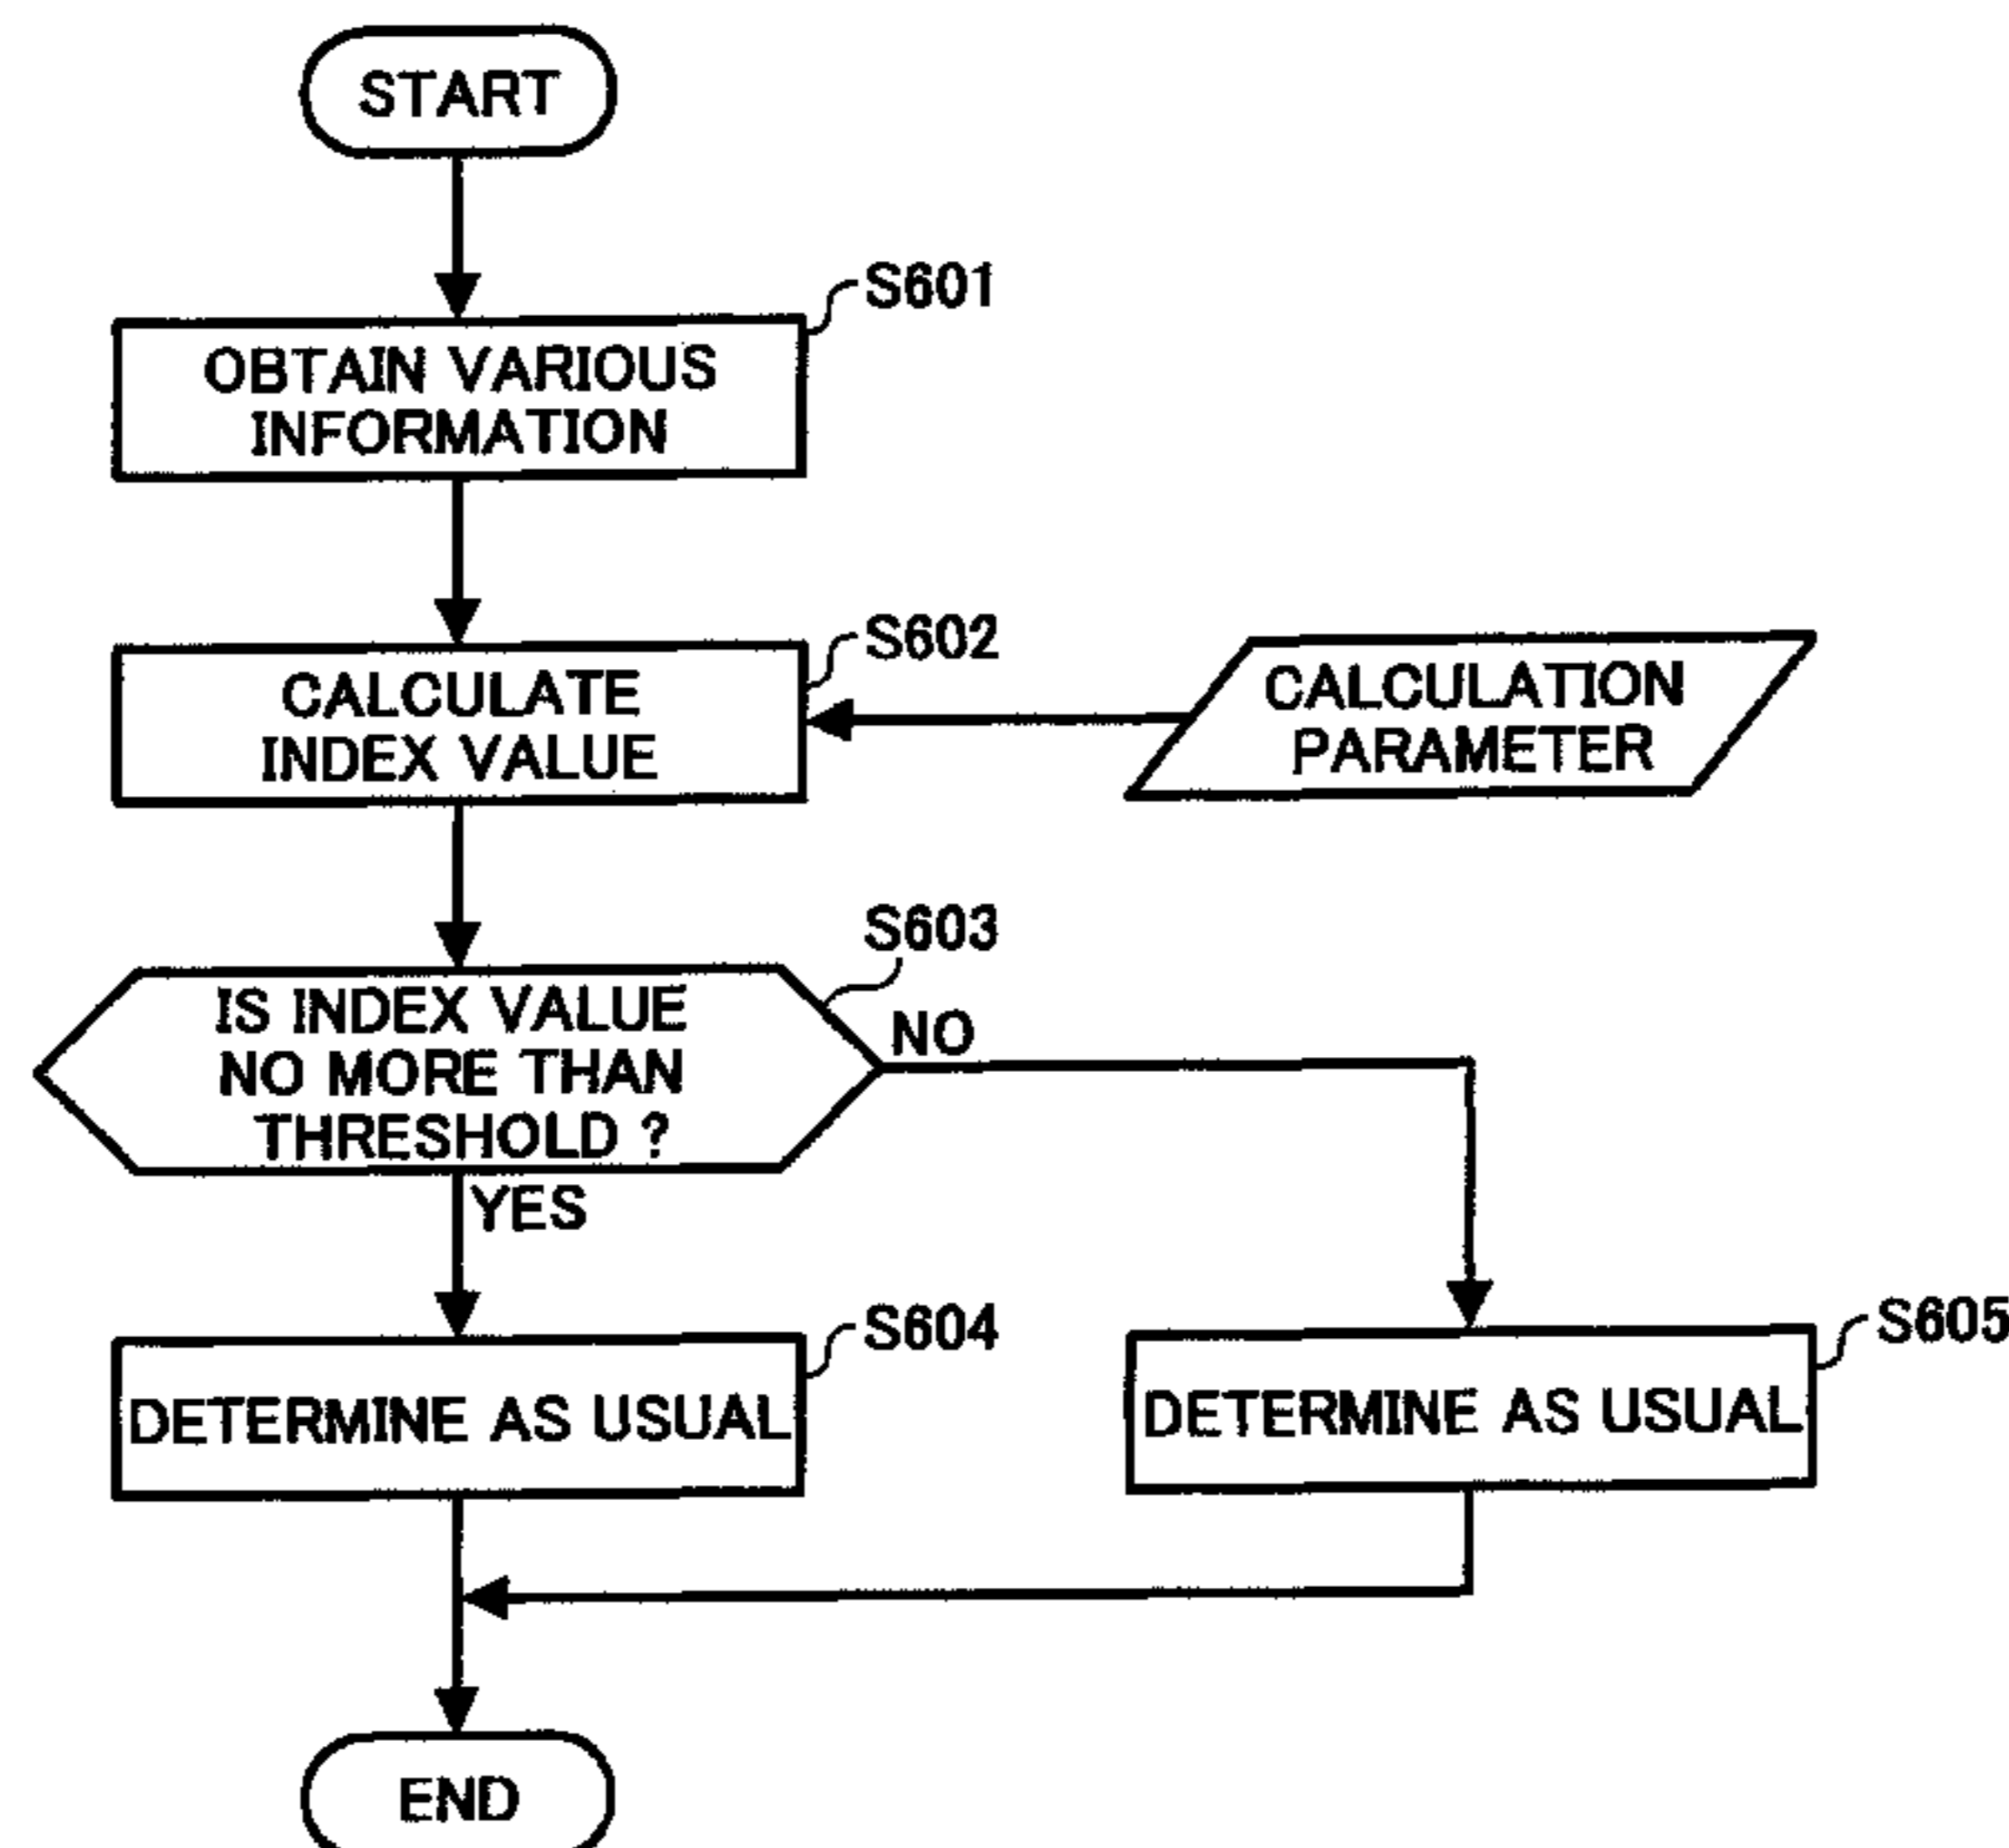 START
S601
OBTAIN VARIOUS
INFORMATION
S602
CALCULATE
INDEX VALUE
CALCULATION
PARAMETER
S603
IS INDEX VALUE
NO MORE THAN
THRESHOLD ?
NO
YES
S604
DETERMINE AS USUAL
S605
DETERMINE AS USUAL
END